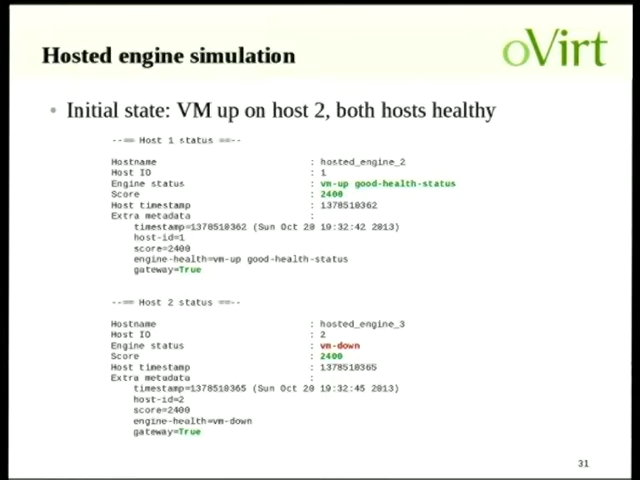 Hosted engine simulation
oVirt
• Initial state: VM up on host 2, both hosts healthy
--== Host 1 status ==--
Hostname : hosted_engine_2
Host IO : 1
Engine status : vm-up good-health-status
Score : 2400
Host timestamp : 1378510362
Extra metadata :
timestamp=1378510362 (Sun Oct 20 19:32:42 2013)
host-id=1
score=2400
engine-health=vm-up good-health-status
gateway=True
--== Host 2 status ==--
Hostname : hosted_engine_3
Host IO : 2
Engine status : vm-down
Score : 2400
Host timestamp : 1378510365
Extra metadata :
timestamp=1378510365 (Sun Oct 20 19:32:45 2013)
host-id=2
score=2400
engine-health=vm-down
gateway=True
31